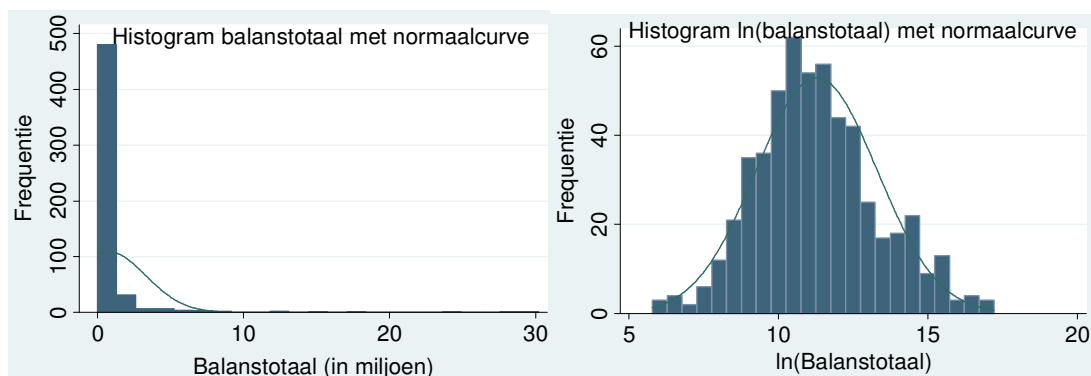 Histogram balanstotaal met normaalcurve
Frequentie
500
400
300
200
100
0
0 10 20 30
Balanstotaal (in miljoen)
Histogram ln(balanstotaal) met normaalcurve
Frequentie
60
40
20
0
5 10 15 20
ln(Balanstotaal)